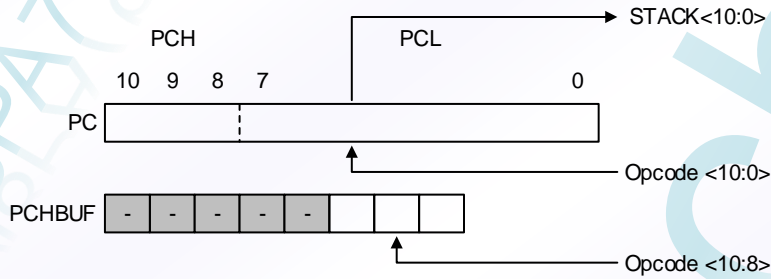 STACK<10:0>
PCH PCL
10 9 8 7 0
PC
Opcode <10:0>
PCHBUF - - - - -
Opcode <10:8>